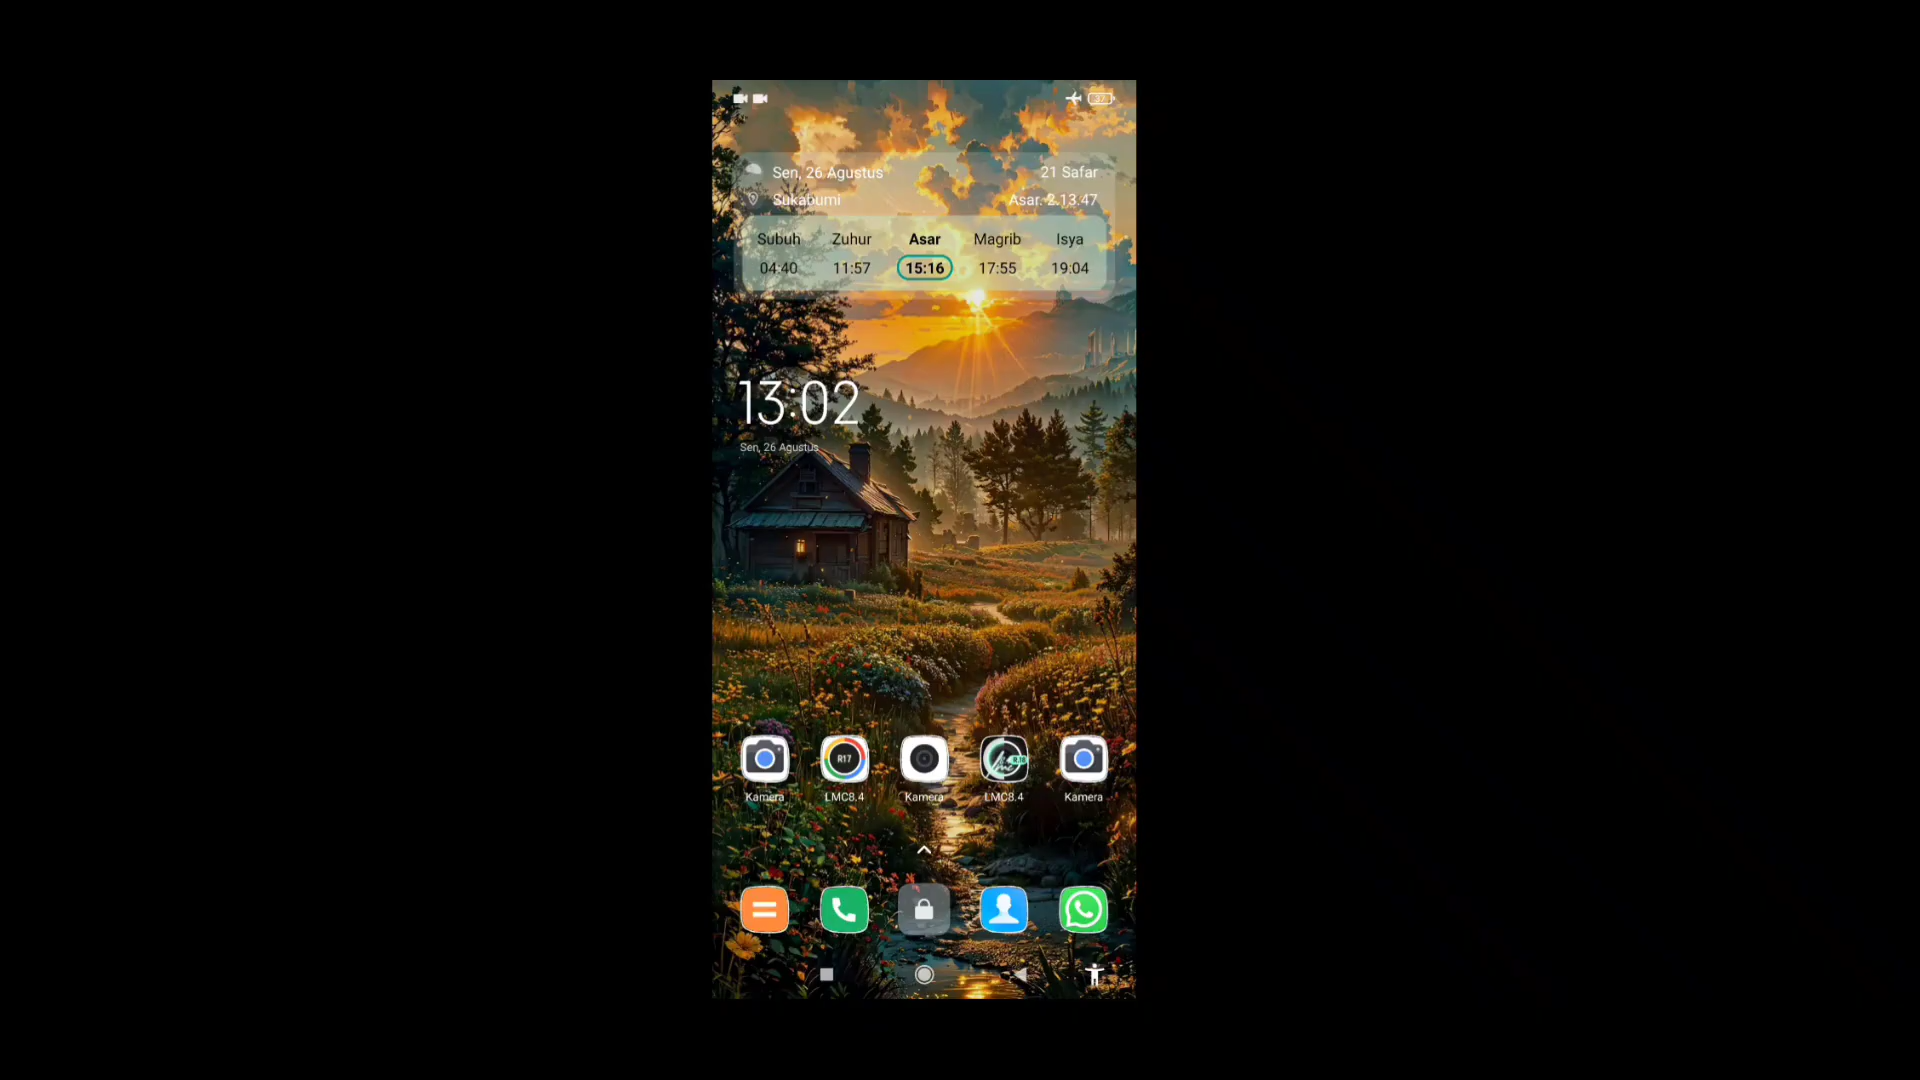 37
Sen, 26 Agustus 21 Safar
Sukabumi Asar. 2.13.47
Subuh Zuhur Asar Magrib Isya
04:40 11:57 15:16 17:55 19:04
13:02
Sen, 26 Agustus
R17 R18
Kamera LMC8.4 Kamera LMC8.4 Kamera